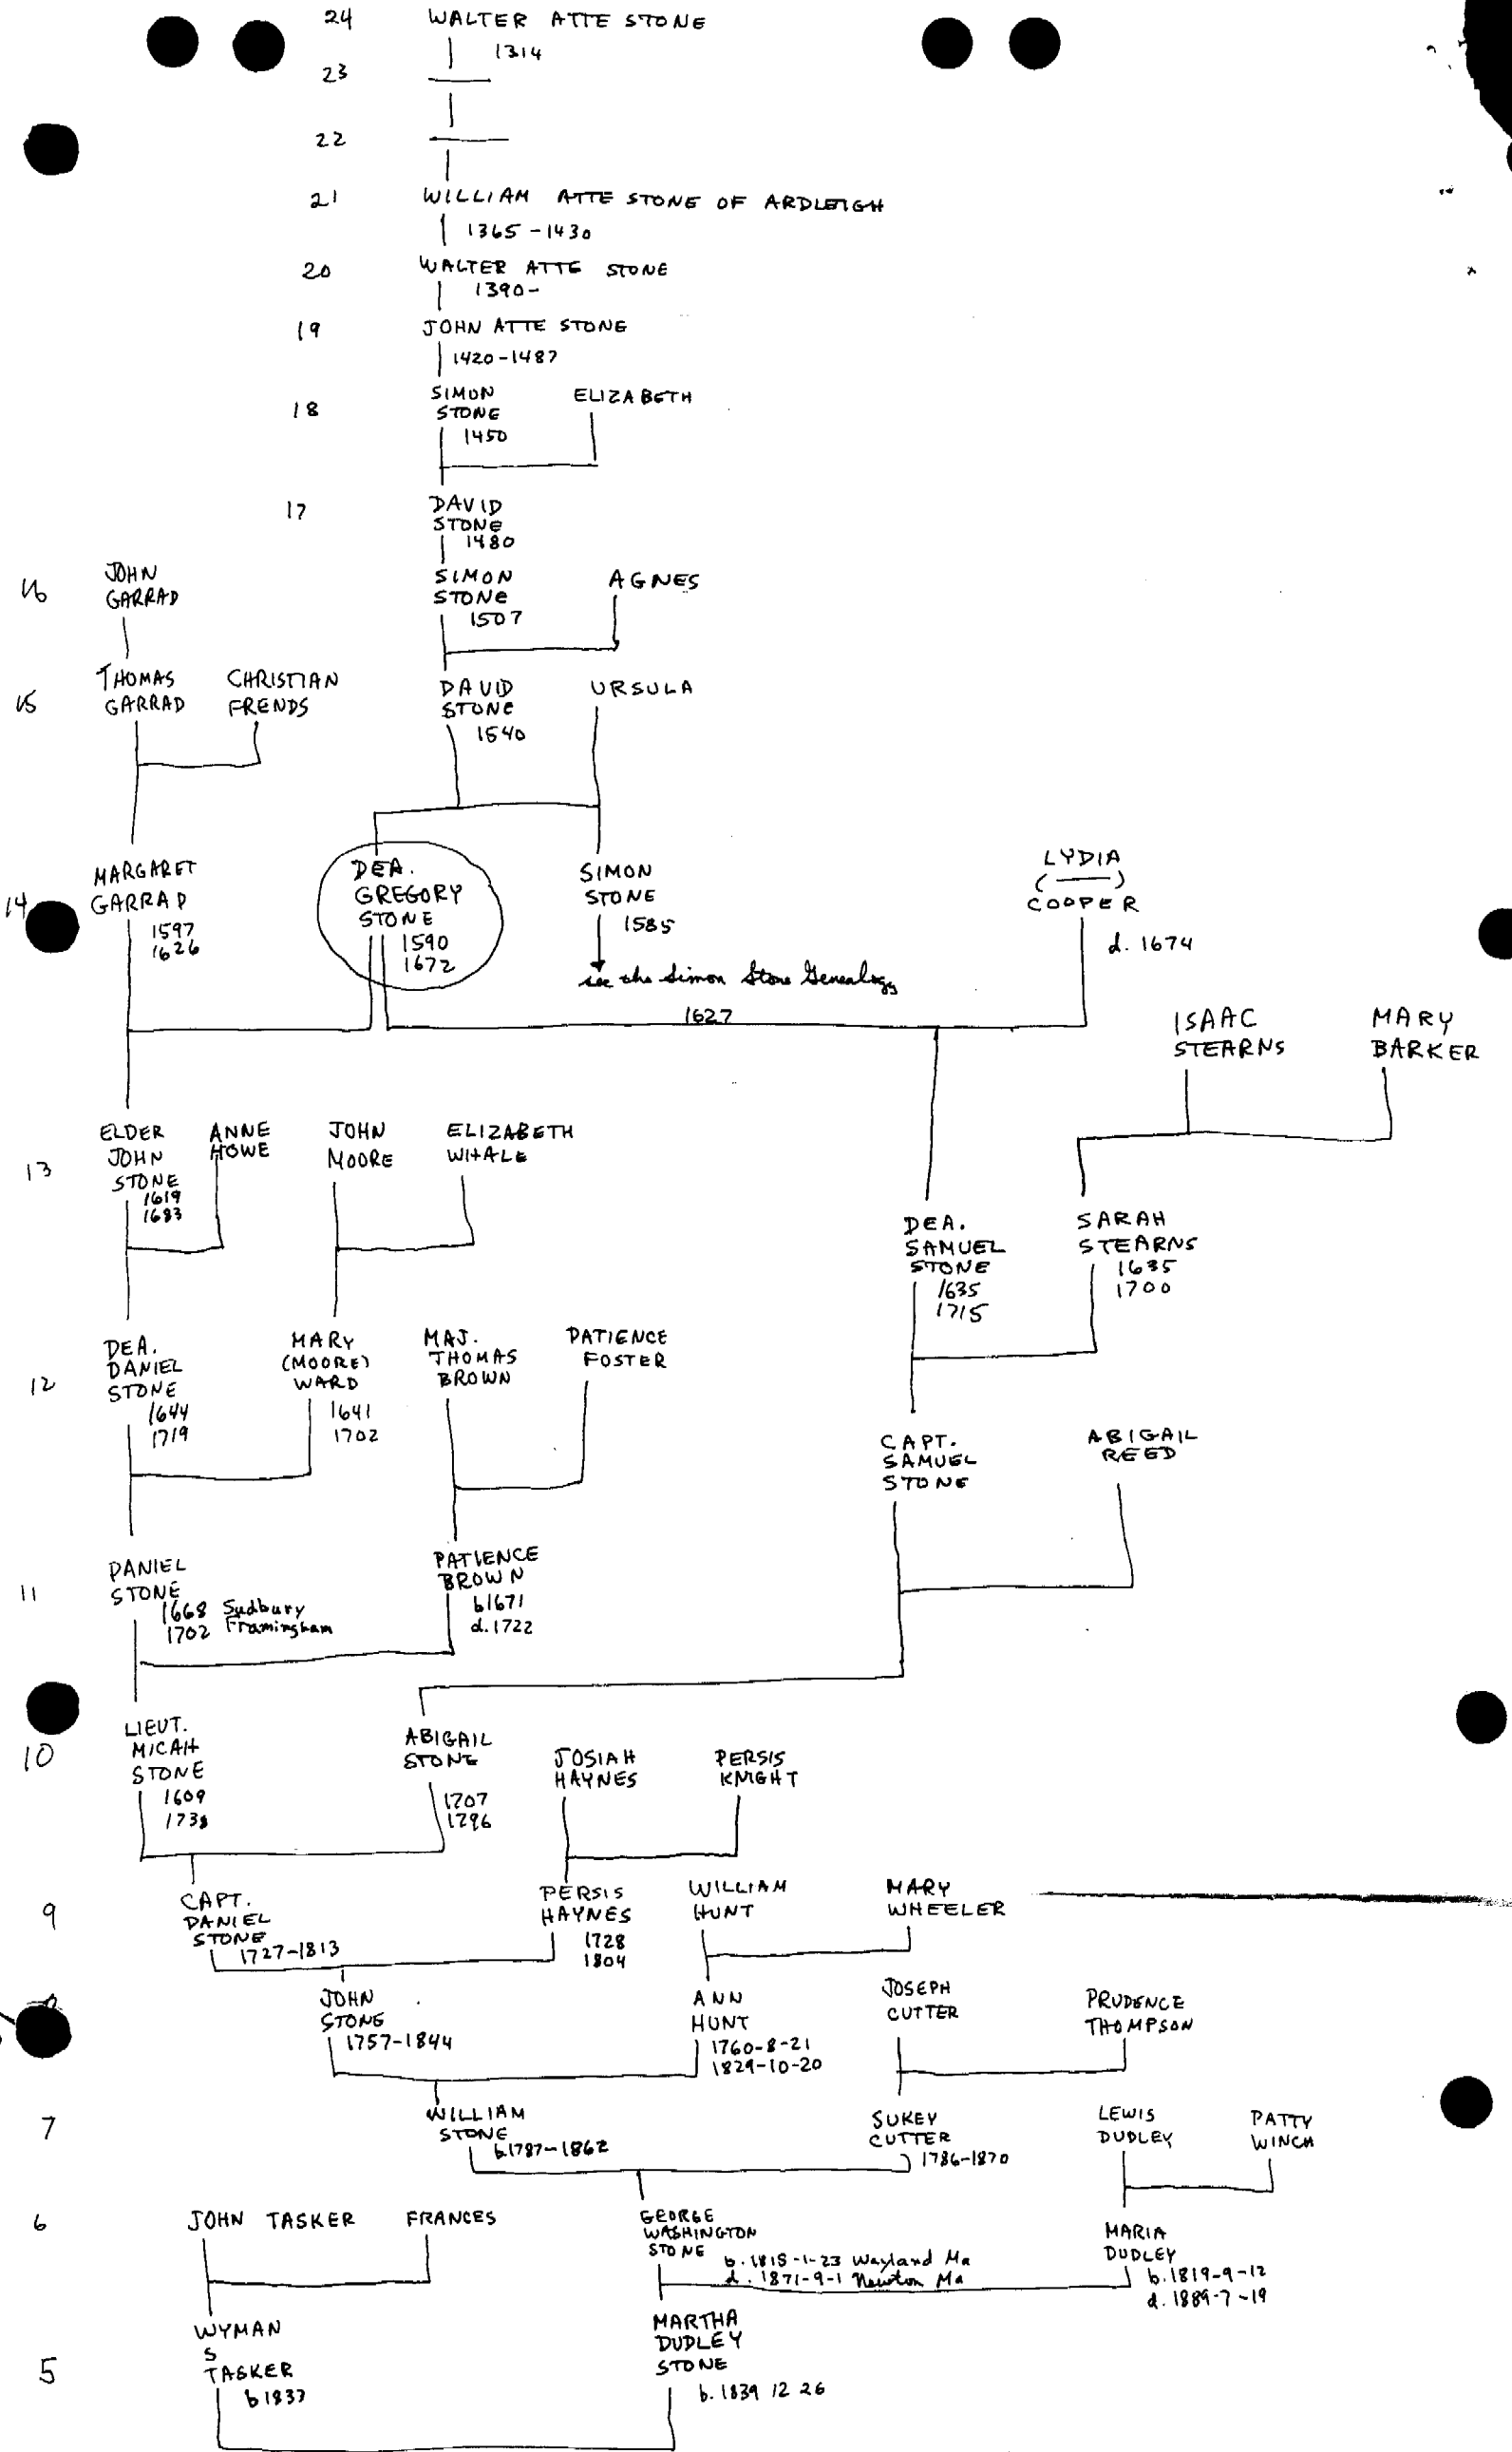 24 WALTER ATTE STONE
1314
23
22
21 WILLIAM ATTE STONE OF ARDLEIGH
1365-1430
20 WALTER ATTE STONE
1390-
19 JOHN ATTE STONE
1420-1487
18 SIMON STONE ELIZABETH
1450
17 DAVID STONE
1480
16 JOHN GARRAD SIMON STONE AGNES
1507
15 THOMAS GARRAD CHRISTIAN FRENDS DAVID STONE URSULA
1540
14 MARGARET GARRAD
1597
1626
DEA.
GREGORY
STONE
1590
1672
SIMON
STONE
1585
see the Simon Stone Genealogy
LYDIA
( )
COOPER
d. 1674
1627
ISAAC
STEARNS
MARY
BARKER
13
ELDER
JOHN
STONE
1619
1683
ANNE
HOWE
JOHN
MOORE
ELIZABETH
WHALE
DEA.
SAMUEL
STONE
1635
1715
SARAH
STEARNS
1635
1700
12
DEA.
DANIEL
STONE
1644
1719
MARY
(MOORE)
WARD
1641
1702
MAJ.
THOMAS
BROWN
PATIENCE
FOSTER
CAPT.
SAMUEL
STONE
ABIGAIL
REED
11
DANIEL
STONE
1668 Sudbury
1702 Framingham
PATIENCE
BROWN
b1671
d. 1722
10
LIEUT.
MICAH
STONE
1609
ABIGAIL
STONE
1707
1796
JOSIAH
HAYNES
PERSIS
KNIGHT
9
CAPT.
DANIEL
STONE
1727-1813
PERSIS
HAYNES
1728
1804
WILLIAM
HUNT
MARY
WHEELER
JOHN
STONE
1757-1844
ANN
HUNT
1760-8-21
1829-10-20
JOSEPH
CUTTER
PRUDENCE
THOMPSON
7
WILLIAM
STONE
b.1787-1862
SUKEY
CUTTER
1786-1870
LEWIS
DUDLEY
PATTY
WINCH
6
JOHN TASKER FRANCES
GEORGE
WASHINGTON
STONE
b. 1815-1-23 Wayland Ma
d. 1871-9-1 Newton Ma
MARIA
DUDLEY
b. 1819-9-12
d. 1889-7-19
5
WYMAN
S
TASKER
b 1837
MARTHA
DUDLEY
STONE
b. 1839 12 26